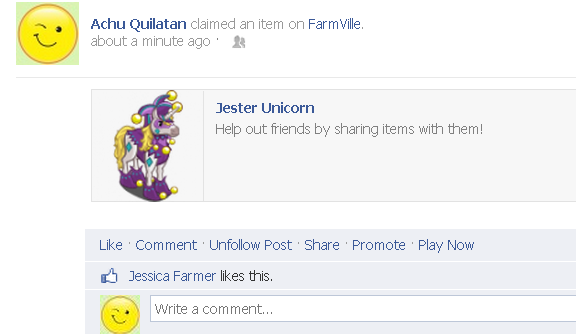 Achu Quilatan claimed an item on FarmVille.
about a minute ago ·
Jester Unicorn
Help out friends by sharing items with them!
Like · Comment · Unfollow Post · Share · Promote · Play Now
Jessica Farmer likes this.
Write a comment...